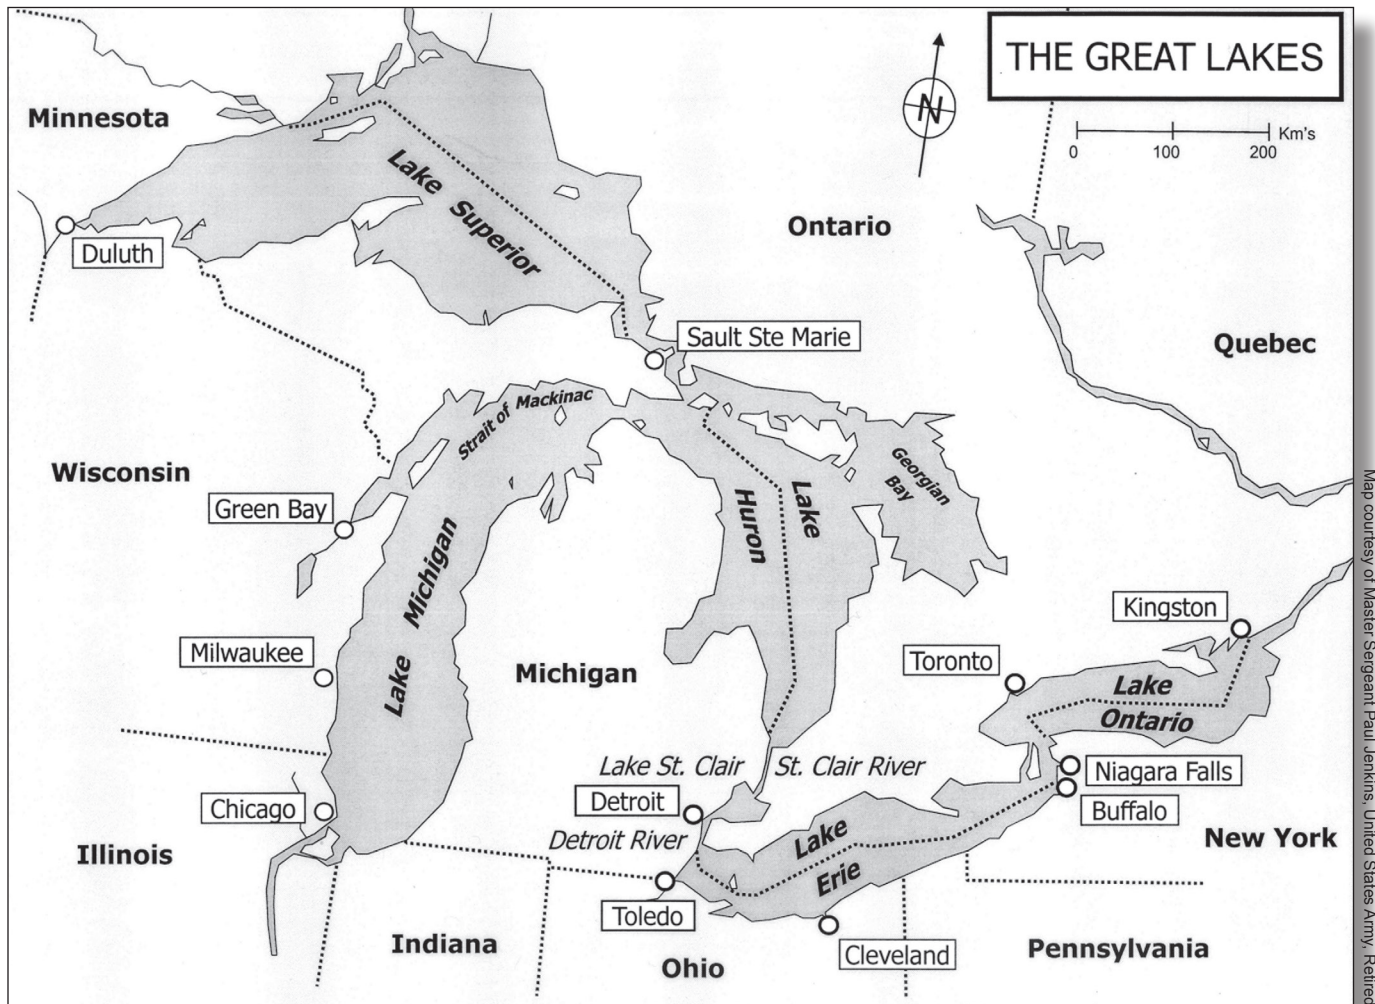 THE GREAT LAKES
N
Km's
0 100 200
Minnesota
Lake Superior
Ontario
Duluth
Sault Ste Marie
Quebec
Strait of Mackinac
Wisconsin
Georgian
Bay
Green Bay
Lake
Huron
Lake Michigan
Kingston
Milwaukee
Michigan
Toronto
Lake
Ontario
Lake St. Clair
St. Clair River
Niagara Falls
Chicago
Detroit
Buffalo
Detroit River
Lake
Erie
New York
Illinois
Toledo
Indiana
Cleveland
Pennsylvania
Ohio
Map courtesy of Master Sergeant Paul Jenkins, United States Army, Retired